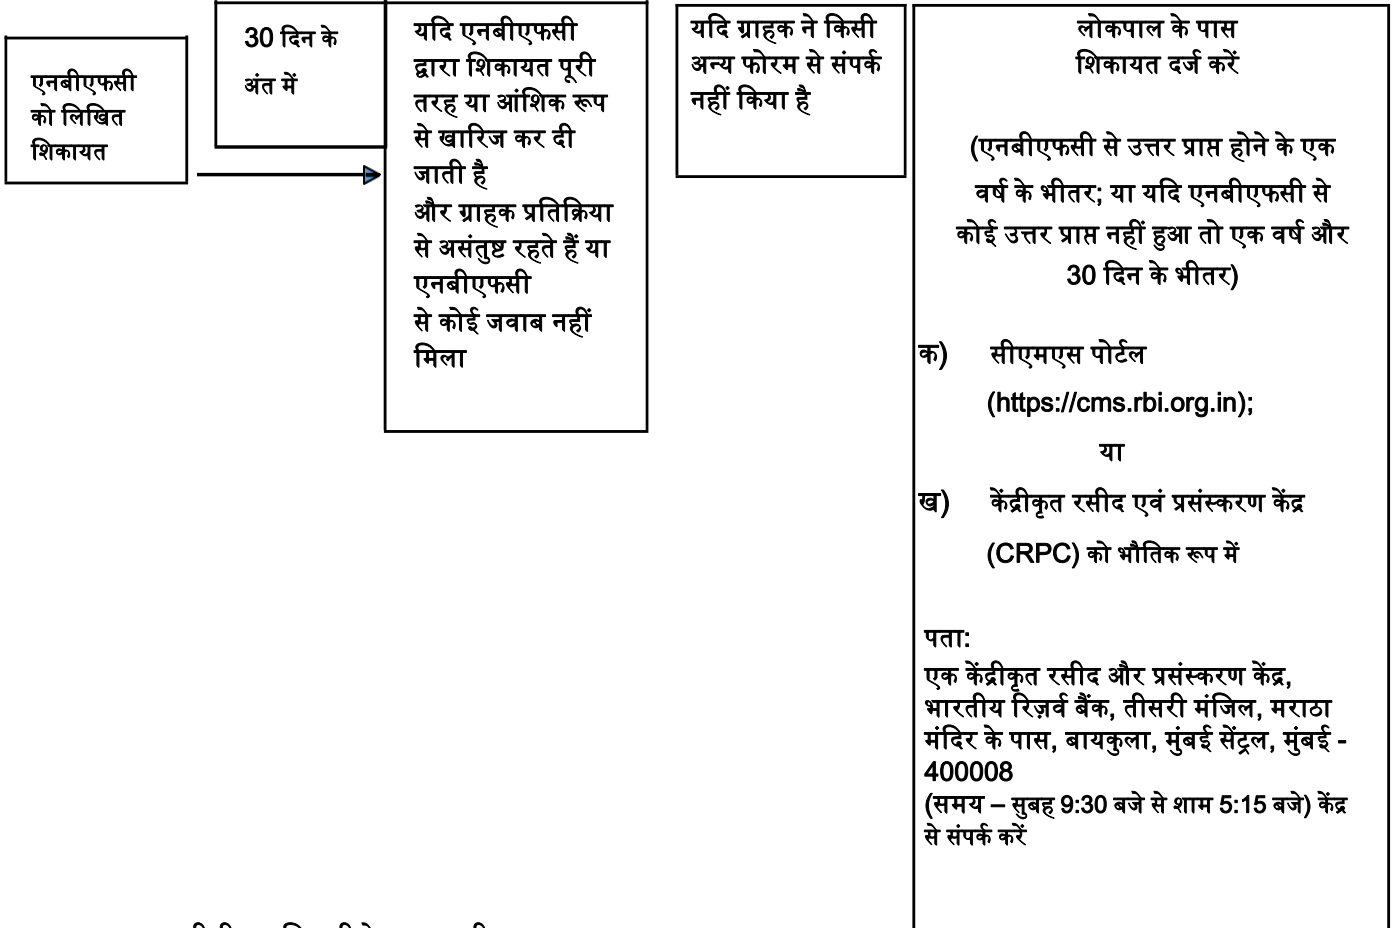 एनबीएफसी
को लिखित
शिकायत
30 दिन के
अंत में
यदि एनबीएफसी
द्वारा शिकायत पूरी
तरह या आंशिक रूप
से खारिज कर दी
जाती है
और ग्राहक प्रतिक्रिया
से असंतुष्ट रहते हैं या
एनबीएफसी
से कोई जवाब नहीं
मिला
यदि ग्राहक ने किसी
अन्य फोरम से संपर्क
नहीं किया है
लोकपाल के पास
शिकायत दर्ज करें
(एनबीएफसी से उत्तर प्राप्त होने के एक
वर्ष के भीतर; या यदि एनबीएफसी से
कोई उत्तर प्राप्त नहीं हुआ तो एक वर्ष और
30 दिन के भीतर)
क) सीएमएस पोर्टल
(https://cms.rbi.org.in);
या
ख) केंद्रीकृत रसीद एवं प्रसंस्करण केंद्र
(CRPC) को भौतिक रूप में
पता:
एक केंद्रीकृत रसीद और प्रसंस्करण केंद्र,
भारतीय रिज़र्व बैंक, तीसरी मंजिल, मराठा
मंदिर के पास, बायकुला, मुंबई सेंट्रल, मुंबई -
400008
(समय – सुबह 9:30 बजे से शाम 5:15 बजे) केंद्र
से संपर्क करें